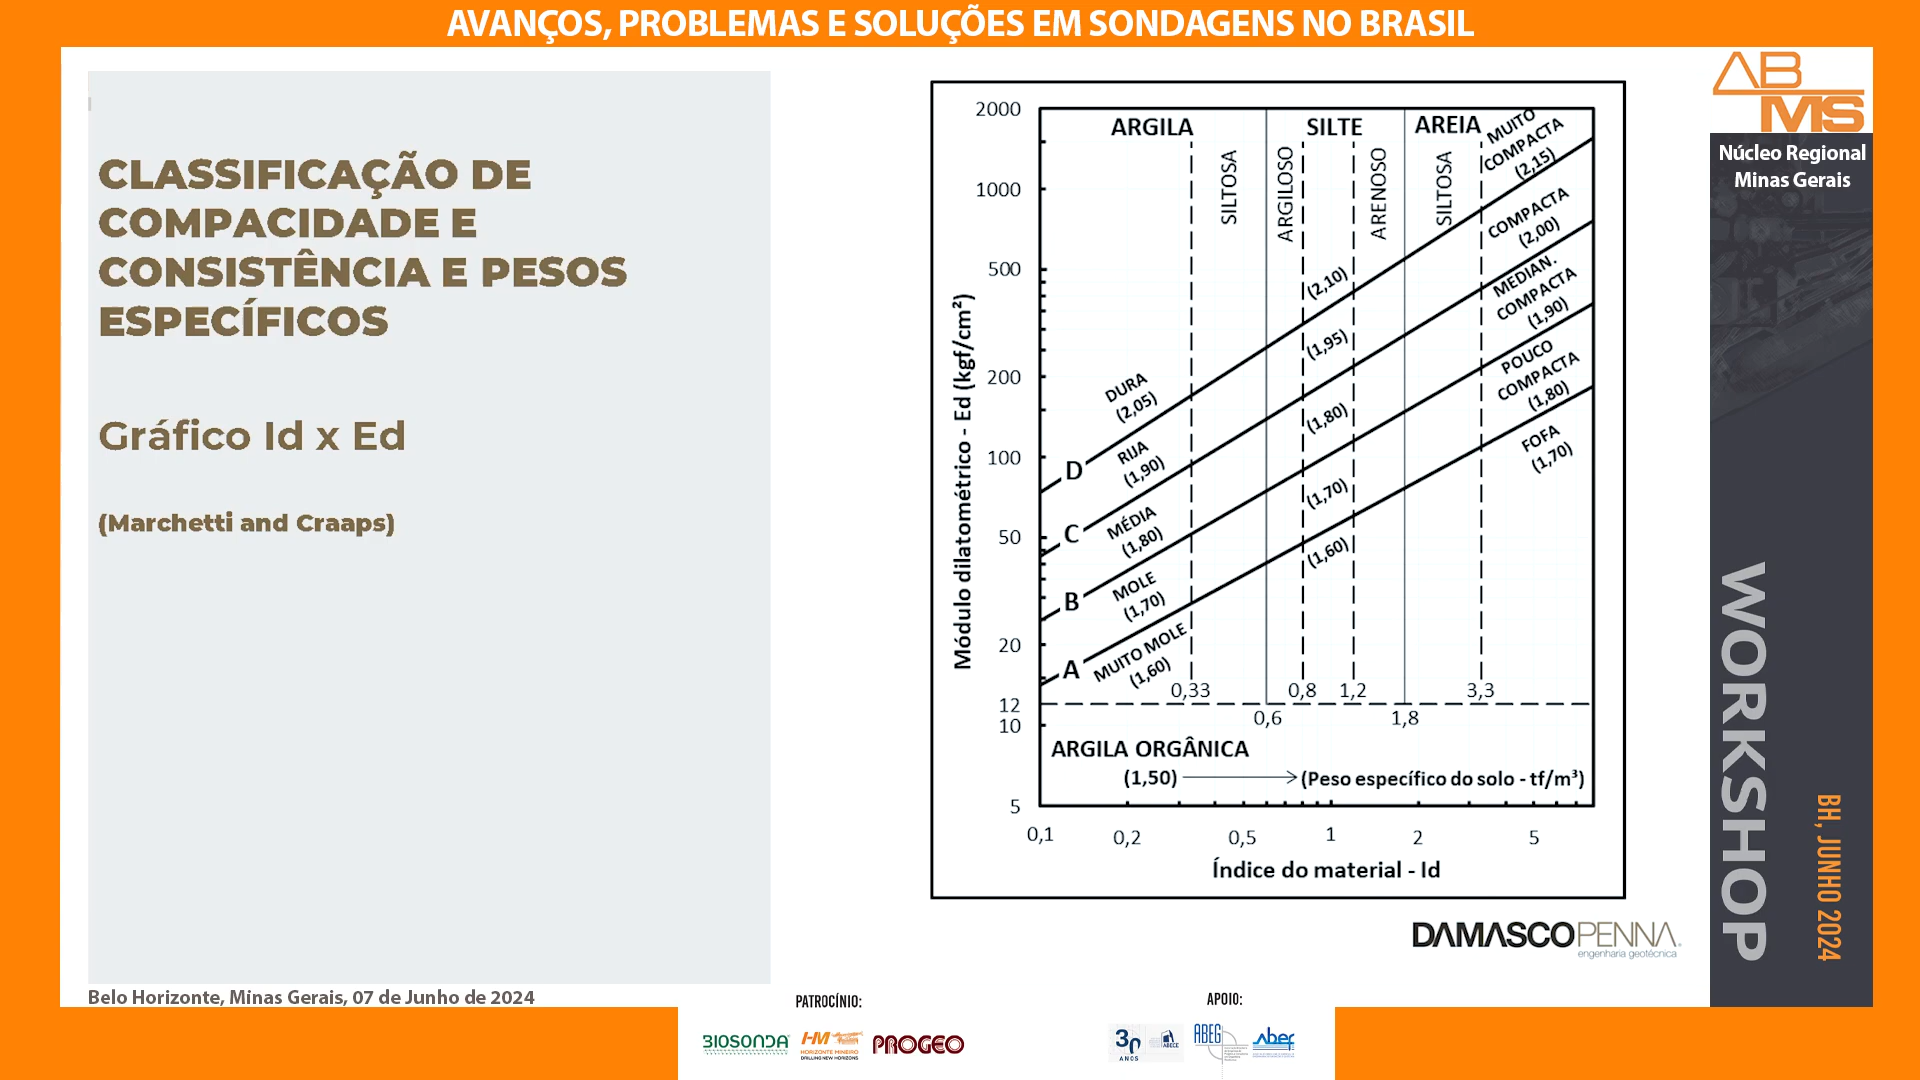 AVANÇOS, PROBLEMAS E SOLUÇÕES EM SONDAGENS NO BRASIL
CLASSIFICAÇÃO DE
COMPACIDADE E
CONSISTÊNCIA E PESOS
ESPECÍFICOS
Gráfico Id x Ed
(Marchetti and Craaps)
Módulo dilatométrico - Ed (kgf/cm²)
2000
1000
500
200
100
50
20
12
10
5
ARGILA
SILTE
AREIA
SILTOSA
ARGILOSO
ARENOSO
SILTOSA
MUITO
COMPACTA
(2,15)
COMPACTA
(2,00)
MEDIAN.
COMPACTA
(1,90)
POUCO
COMPACTA
(1,80)
FOFA
(1,70)
(2,10)
(1,95)
(1,80)
(1,70)
(1,60)
DURA
(2,05)
D
RIJA
(1,90)
C
MÉDIA
(1,80)
B
MOLE
(1,70)
A
MUITO MOLE
(1,60)
0,33
0,8
1,2
3,3
0,6
1,8
ARGILA ORGÂNICA
(1,50)
(Peso específico do solo - tf/m³)
0,1
0,2
0,5
1
2
5
Índice do material - Id
DAMASCOPENNA
engenharia geotécnica
ABMS
Núcleo Regional
Minas Gerais
WORKSHOP
BH, JUNHO 2024
Belo Horizonte, Minas Gerais, 07 de Junho de 2024
PATROCÍNIO:
BIOSONDA
HM
HORIZONTE MINEIRO
DRILLING NEW HORIZONS
PROGEO
APOIO:
30
ANOS
ABECE
ABEG
Abef